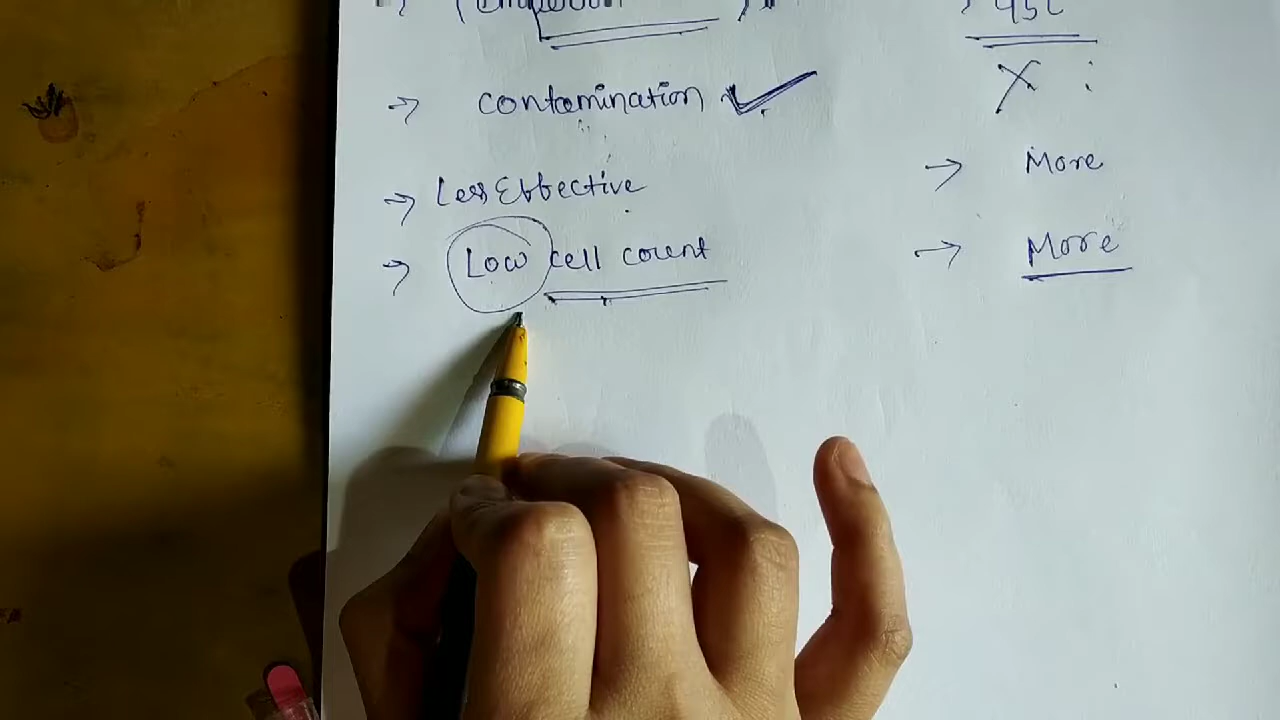 → contamination ✓ X :
→ Less Effective → More
→ Low cell count → More